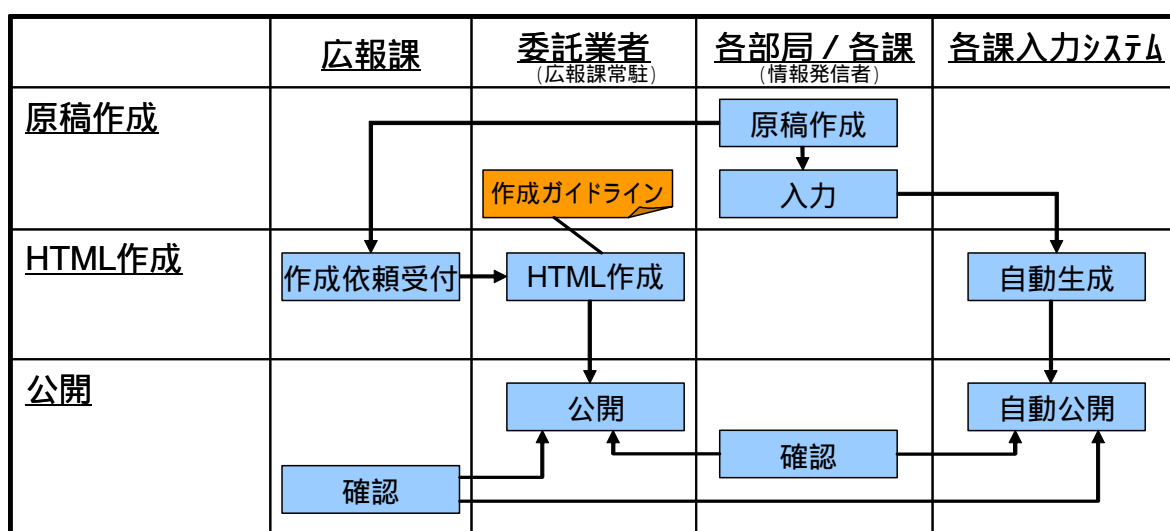 広報課
委託業者
(広報課常駐)
各部局 / 各課
(情報発信者)
各課入力ｼｽﾃﾑ
原稿作成
原稿作成
作成ガイドライン
入力
HTML作成
作成依頼受付
HTML作成
自動生成
公開
公開
自動公開
確認
確認